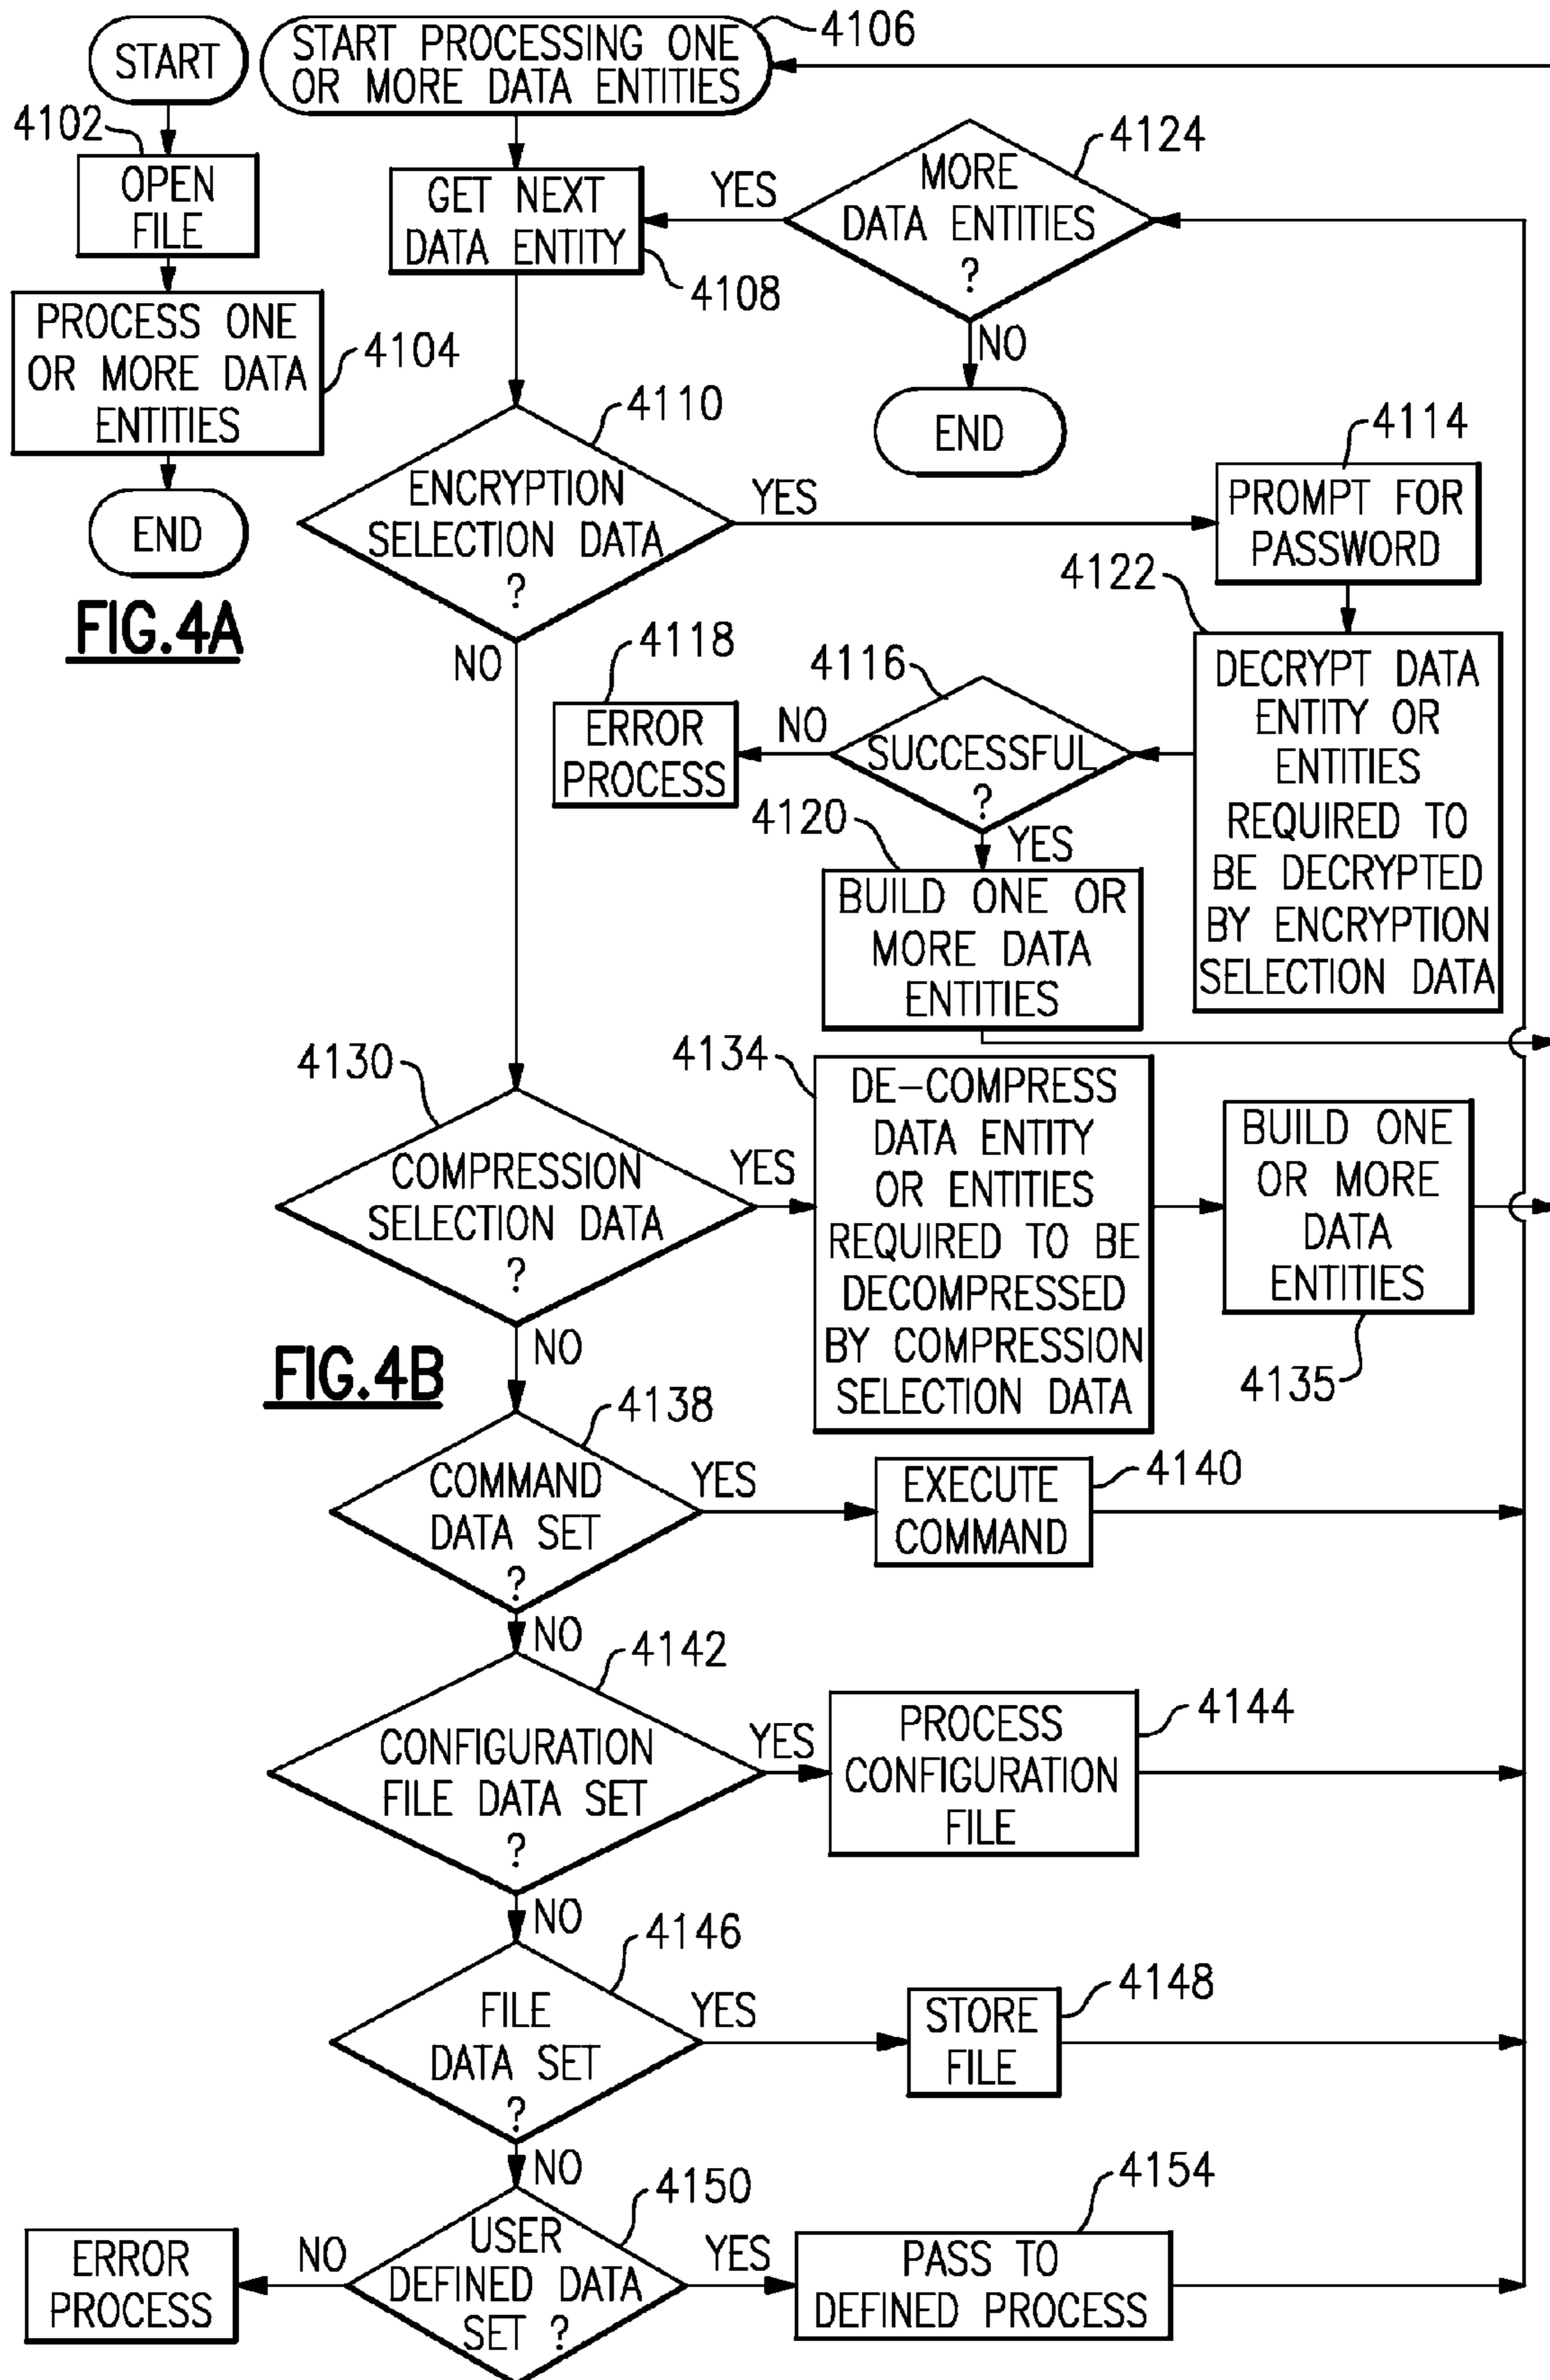 START
4102
OPEN
FILE
PROCESS ONE
OR MORE DATA
ENTITIES
4104
END
FIG.4A
START PROCESSING ONE
OR MORE DATA ENTITIES
4106
GET NEXT
DATA ENTITY
4108
YES
MORE
DATA ENTITIES
?
4124
NO
END
4110
ENCRYPTION
SELECTION DATA
?
YES
NO
4114
PROMPT FOR
PASSWORD
4122
DECRYPT DATA
ENTITY OR
ENTITIES
REQUIRED TO
BE DECRYPTED
BY ENCRYPTION
SELECTION DATA
4116
SUCCESSFUL
?
NO
4118
ERROR
PROCESS
YES
4120
BUILD ONE OR
MORE DATA
ENTITIES
4130
COMPRESSION
SELECTION DATA
?
YES
4134
DE-COMPRESS
DATA ENTITY
OR ENTITIES
REQUIRED TO BE
DECOMPRESSED
BY COMPRESSION
SELECTION DATA
BUILD ONE
OR MORE
DATA
ENTITIES
4135
NO
FIG.4B
4138
COMMAND
DATA SET
?
YES
EXECUTE
COMMAND
4140
NO
4142
CONFIGURATION
FILE DATA SET
?
YES
PROCESS
CONFIGURATION
FILE
4144
NO
4146
FILE
DATA SET
?
YES
STORE
FILE
4148
NO
4150
USER
DEFINED DATA
SET ?
NO
ERROR
PROCESS
YES
PASS TO
DEFINED PROCESS
4154